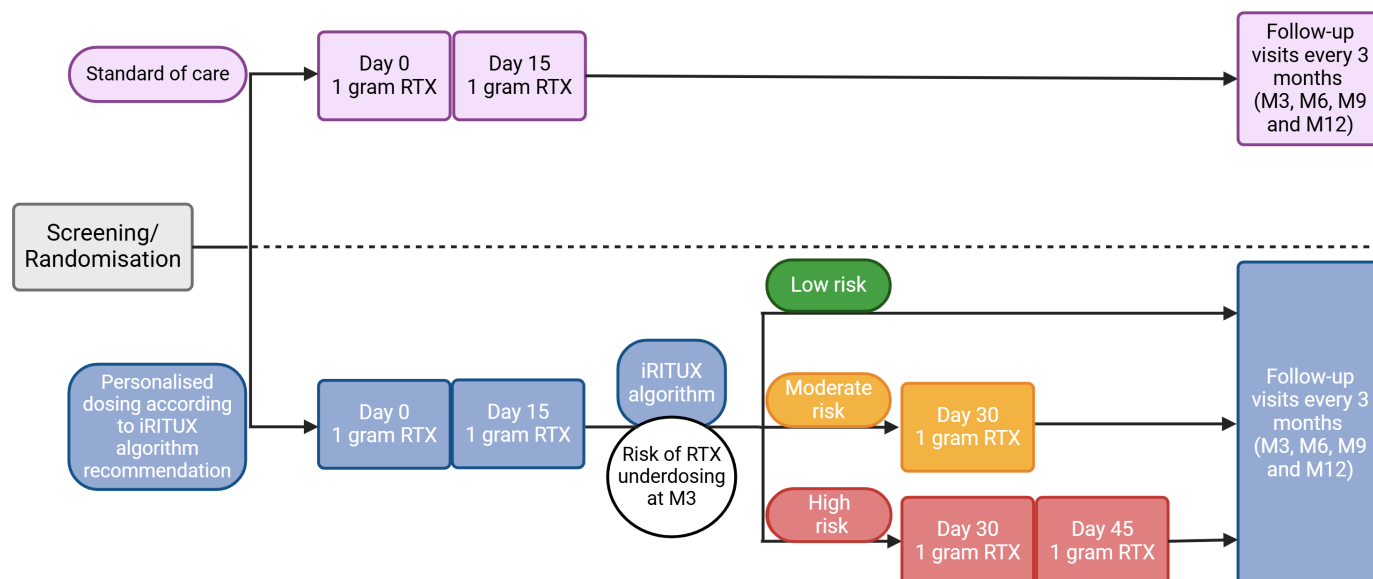 Standard of care
Day 0
1 gram RTX
Day 15
1 gram RTX
Follow-up
visits every 3
months
(M3, M6, M9
and M12)
Screening/
Randomisation
Personalised
dosing according
to iRITUX
algorithm
recommendation
Day 0
1 gram RTX
Day 15
1 gram RTX
iRITUX
algorithm
Risk of RTX
underdosing
at M3
Low risk
Moderate
risk
Day 30
1 gram RTX
High
risk
Day 30
1 gram RTX
Day 45
1 gram RTX
Follow-up
visits every 3
months
(M3, M6, M9
and M12)